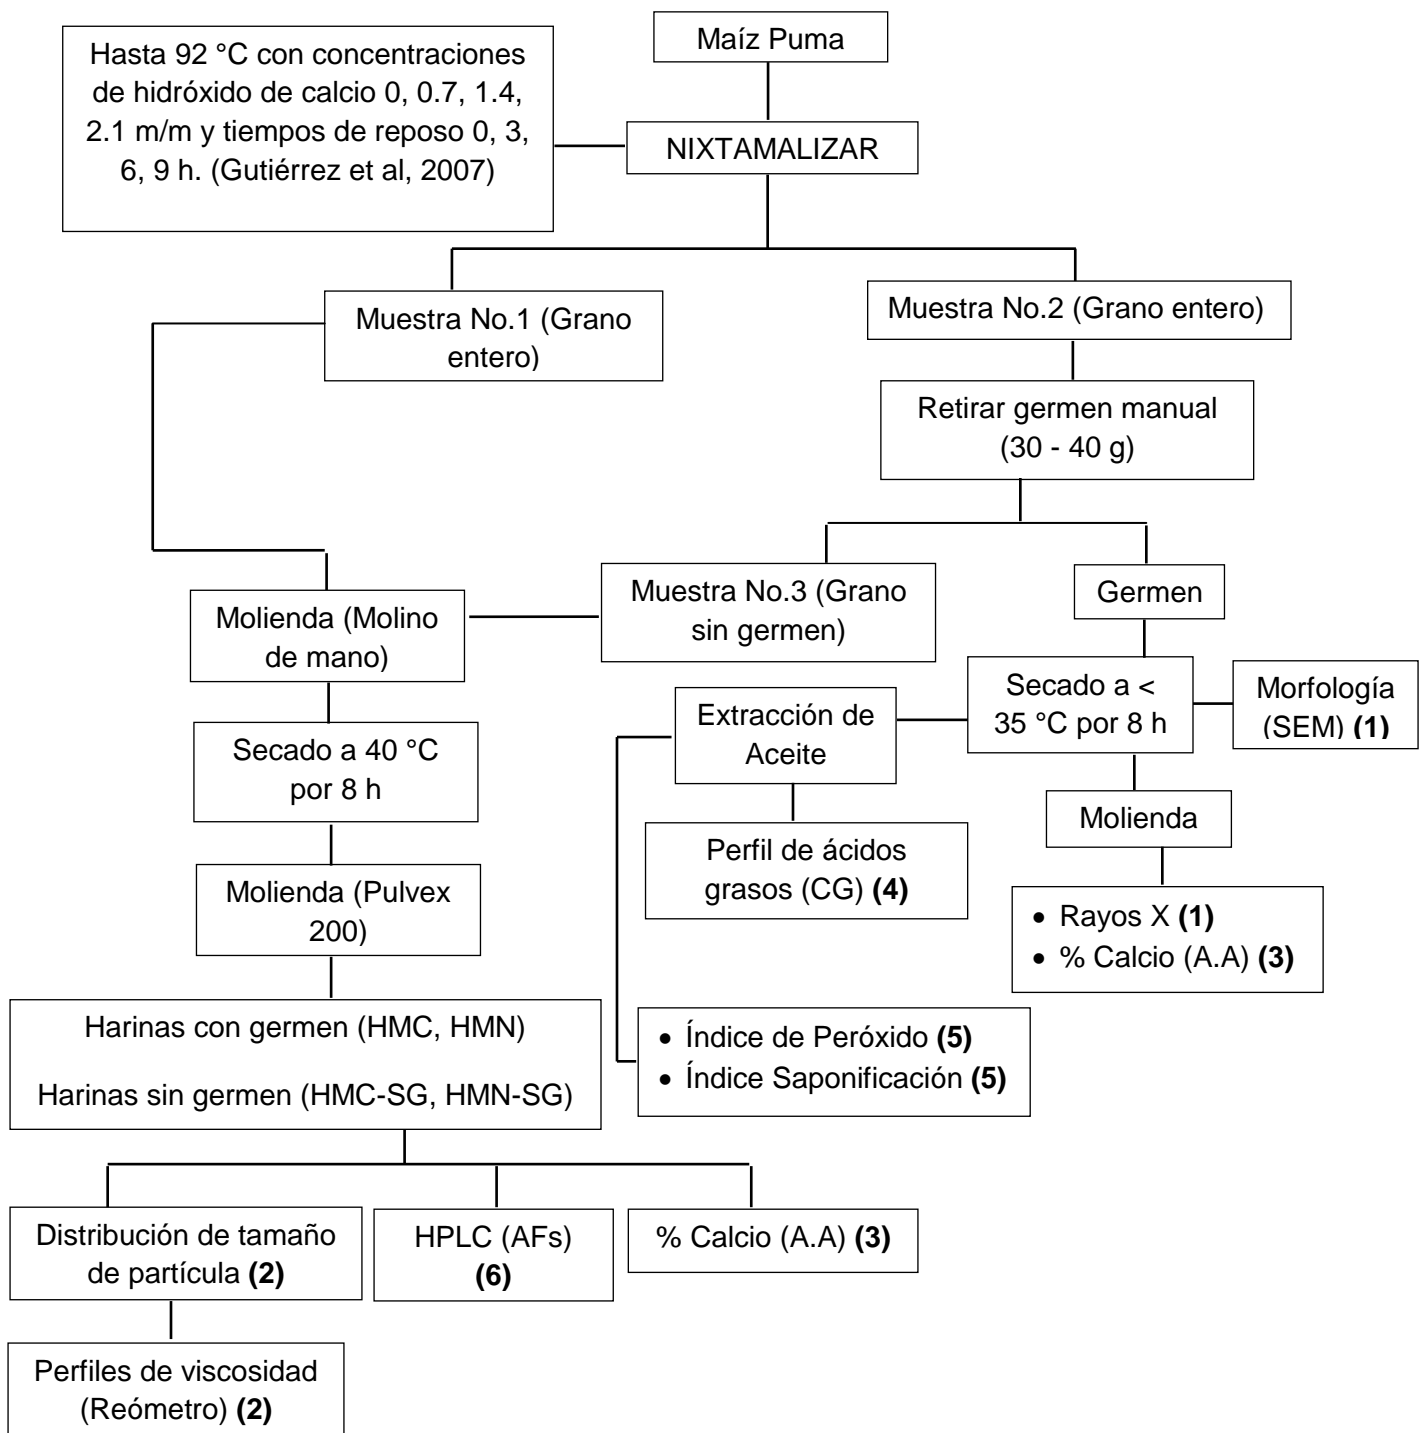 Maíz Puma
Hasta 92 °C con concentraciones
de hidróxido de calcio 0, 0.7, 1.4,
2.1 m/m y tiempos de reposo 0, 3,
6, 9 h. (Gutiérrez et al, 2007)
NIXTAMALIZAR
Muestra No.1 (Grano
entero)
Muestra No.2 (Grano entero)
Retirar germen manual
(30 - 40 g)
Molienda (Molino
de mano)
Muestra No.3 (Grano
sin germen)
Germen
Secado a <
35 °C por 8 h
Morfología
(SEM) (1)
Extracción de
Aceite
Secado a 40 °C
por 8 h
Molienda
Perfil de ácidos
grasos (CG) (4)
Molienda (Pulvex
200)
• Rayos X (1)
• % Calcio (A.A) (3)
Harinas con germen (HMC, HMN)
Harinas sin germen (HMC-SG, HMN-SG)
• Índice de Peróxido (5)
• Índice Saponificación (5)
Distribución de tamaño
de partícula (2)
HPLC (AFs)
(6)
% Calcio (A.A) (3)
Perfiles de viscosidad
(Reómetro) (2)